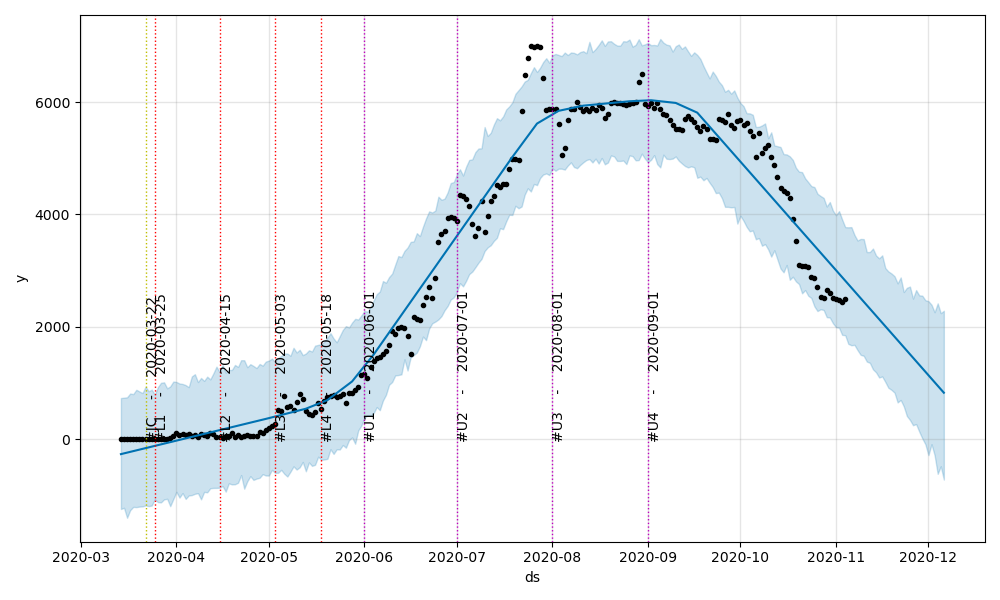 y
6000
4000
2000
0
#JC - 2020-03-22
#L1 - 2020-03-25
#L2 - 2020-04-15
#L3 - 2020-05-03
#L4 - 2020-05-18
#U1 - 2020-06-01
#U2 - 2020-07-01
#U3 - 2020-08-01
#U4 - 2020-09-01
2020-03
2020-04
2020-05
2020-06
2020-07
2020-08
2020-09
2020-10
2020-11
2020-12
ds